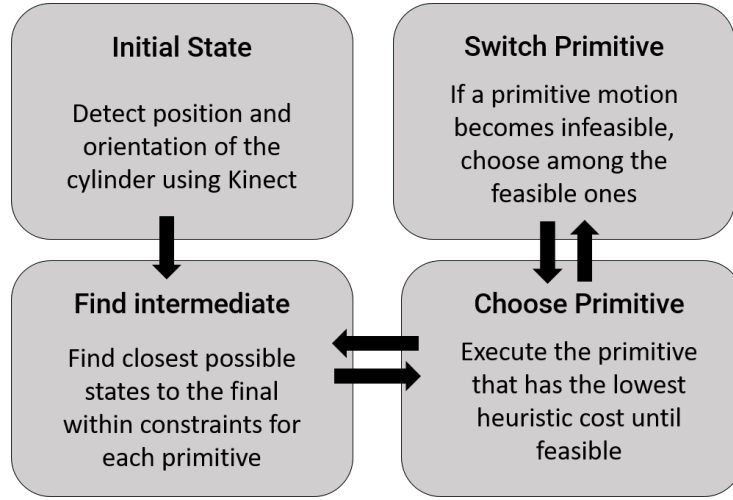 Initial State
Detect position and
orientation of the
cylinder using Kinect
Switch Primitive
If a primitive motion
becomes infeasible,
choose among the
feasible ones
Find intermediate
Find closest possible
states to the final
within constraints for
each primitive
Choose Primitive
Execute the primitive
that has the lowest
heuristic cost until
feasible